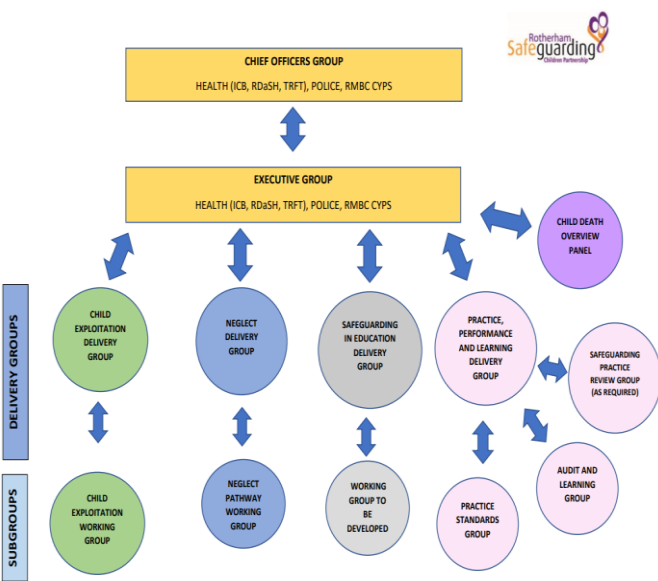 Rotherham
Safeguarding
Children Partnership
CHIEF OFFICERS GROUP
HEALTH (ICB, RDaSH, TRFT), POLICE, RMBC CYPS
EXECUTIVE GROUP
HEALTH (ICB, RDaSH, TRFT), POLICE, RMBC CYPS
CHILD DEATH
OVERVIEW
PANEL
DELIVERY GROUPS
CHILD
EXPLOITATION
DELIVERY
GROUP
NEGLECT
DELIVERY
GROUP
SAFEGUARDING
IN EDUCATION
DELIVERY
GROUP
PRACTICE,
PERFORMANCE
AND LEARNING
DELIVERY
GROUP
SAFEGUARDING
PRACTICE
REVIEW GROUP
(AS REQUIRED)
SUBGROUPS
CHILD
EXPLOITATION
WORKING
GROUP
NEGLECT
PATHWAY
WORKING
GROUP
WORKING
GROUP TO
BE
DEVELOPED
PRACTICE
STANDARDS
GROUP
AUDIT AND
LEARNING
GROUP